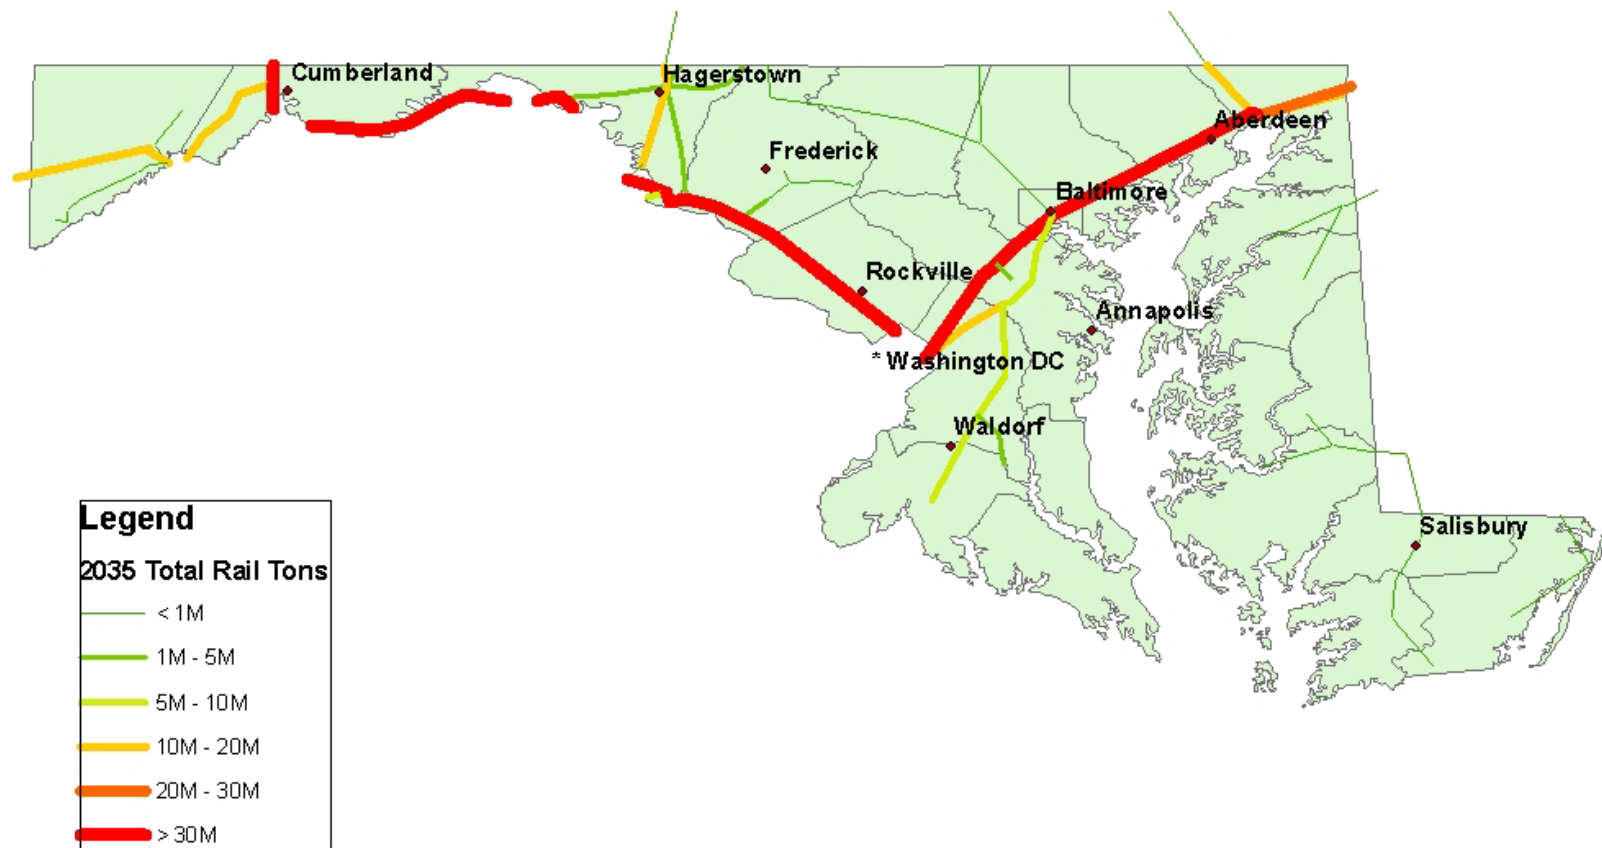 Cumberland
Hagerstown
Aberdeen
Frederick
Baltimore
Rockville
Annapolis
* Washington DC
Waldorf
Salisbury
Legend
2035 Total Rail Tons
< 1M
1M - 5M
5M - 10M
10M - 20M
20M - 30M
> 30M